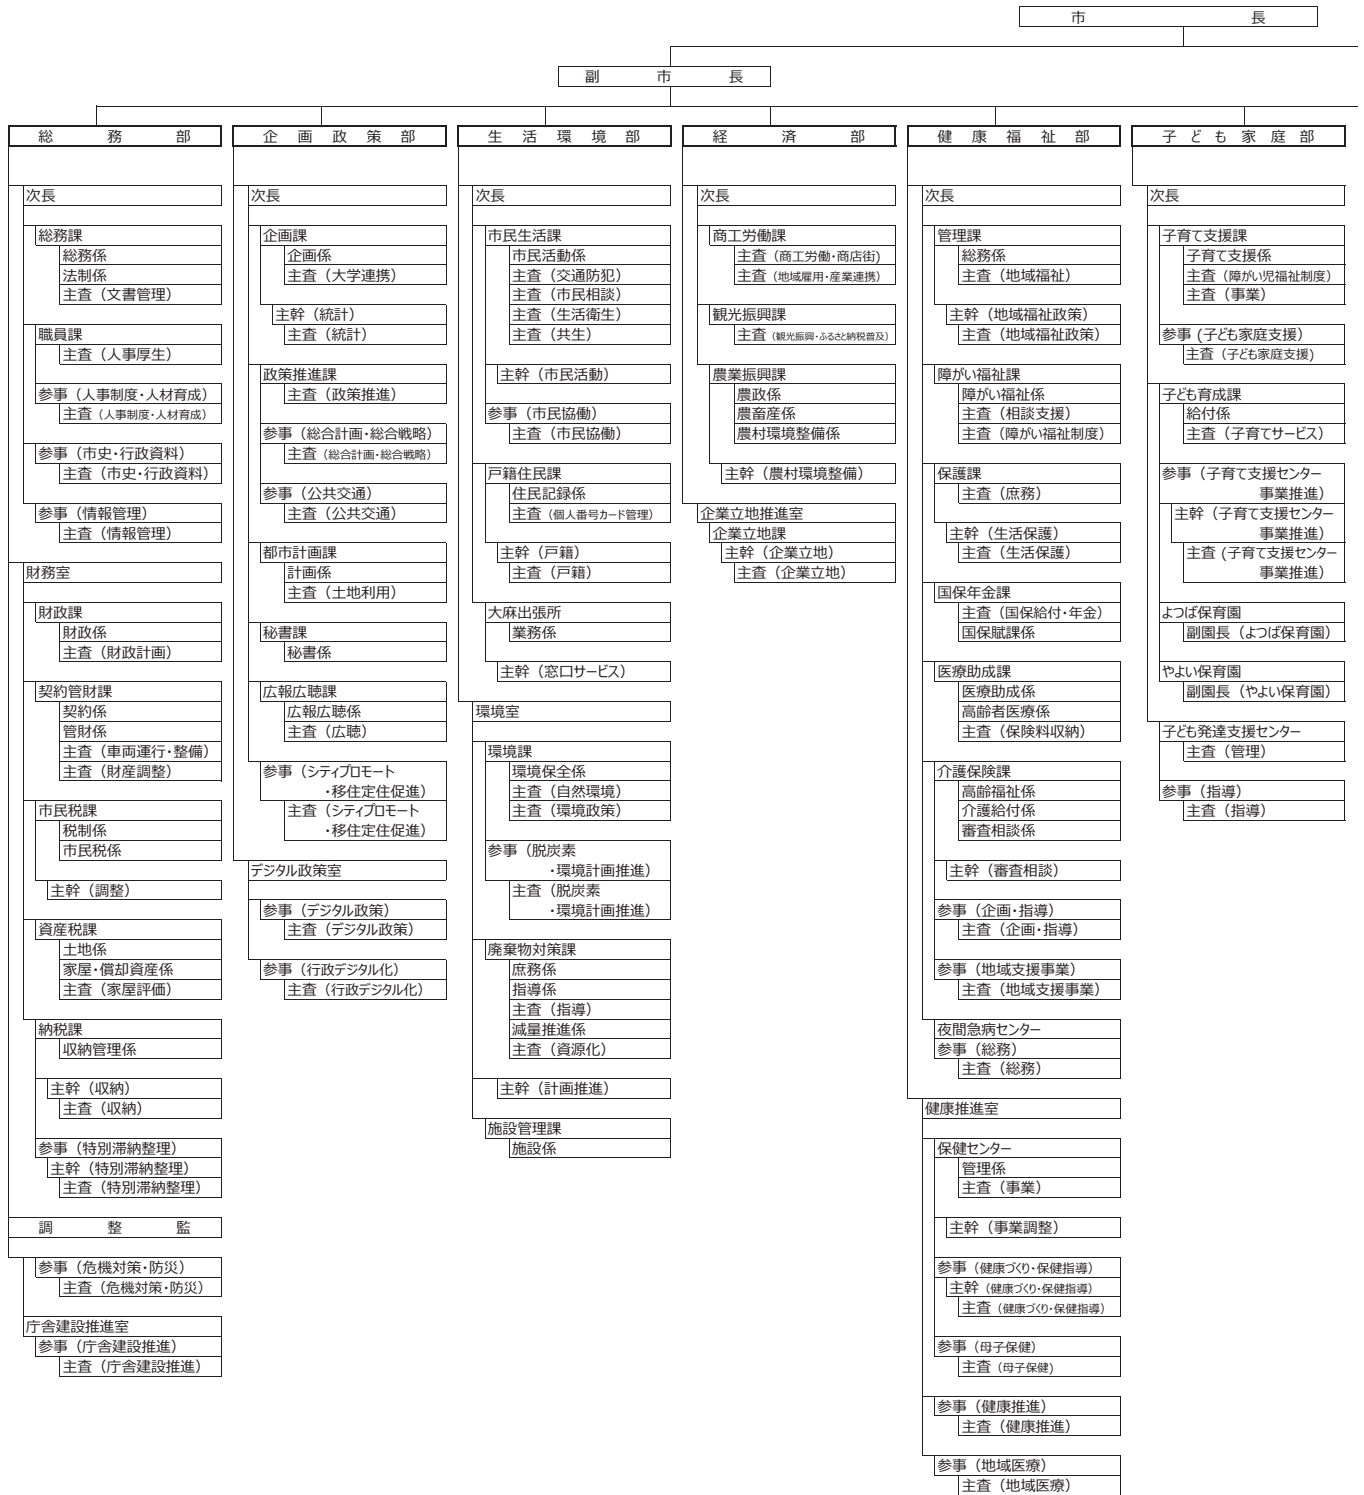 市長
副市長
総務部
次長
総務課
総務係
法制係
主査（文書管理）
職員課
主査（人事厚生）
参事（人事制度・人材育成）
主査（人事制度・人材育成）
参事（市史・行政資料）
主査（市史・行政資料）
参事（情報管理）
主査（情報管理）
財務室
財政課
財政係
主査（財政計画）
契約管財課
契約係
管財係
主査（車両運行・整備）
主査（財産調整）
市民税課
税制係
市民税係
主幹（調整）
資産税課
土地係
家屋・償却資産係
主査（家屋評価）
納税課
収納管理係
主幹（収納）
主査（収納）
参事（特別滞納整理）
主幹（特別滞納整理）
主査（特別滞納整理）
調整監
参事（危機対策・防災）
主査（危機対策・防災）
庁舎建設推進室
参事（庁舎建設推進）
主査（庁舎建設推進）
企画政策部
次長
企画課
企画係
主査（大学連携）
主幹（統計）
主査（統計）
政策推進課
主査（政策推進）
参事（総合計画・総合戦略）
主査（総合計画・総合戦略）
参事（公共交通）
主査（公共交通）
都市計画課
計画係
主査（土地利用）
秘書課
秘書係
広報広聴課
広報広聴係
主査（広聴）
参事（シティプロモート
・移住定住促進）
主査（シティプロモート
・移住定住促進）
デジタル政策室
参事（デジタル政策）
主査（デジタル政策）
参事（行政デジタル化）
主査（行政デジタル化）
生活環境部
次長
市民生活課
市民活動係
主査（交通防犯）
主査（市民相談）
主査（生活衛生）
主査（共生）
主幹（市民活動）
参事（市民協働）
主査（市民協働）
戸籍住民課
住民記録係
主査（個人番号カード管理）
主幹（戸籍）
主査（戸籍）
大麻出張所
業務係
主幹（窓口サービス）
環境室
環境課
環境保全係
主査（自然環境）
主査（環境政策）
参事（脱炭素
・環境計画推進）
主査（脱炭素
・環境計画推進）
廃棄物対策課
庶務係
指導係
主査（指導）
減量推進係
主査（資源化）
主幹（計画推進）
施設管理課
施設係
経済部
次長
商工労働課
主査（商工労働・商店街)
主査（地域雇用・産業連携）
観光振興課
主査（観光振興・ふるさと納税普及）
農業振興課
農政係
農畜産係
農村環境整備係
主幹（農村環境整備）
企業立地推進室
企業立地課
主幹（企業立地）
主査（企業立地）
健康福祉部
次長
管理課
総務係
主査（地域福祉）
主幹（地域福祉政策）
主査（地域福祉政策）
障がい福祉課
障がい福祉係
主査（相談支援）
主査（障がい福祉制度）
保護課
主査（庶務）
主幹（生活保護）
主査（生活保護）
国保年金課
主査（国保給付・年金）
国保賦課係
医療助成課
医療助成係
高齢者医療係
主査（保険料収納）
介護保険課
高齢福祉係
介護給付係
審査相談係
主幹（審査相談）
参事（企画・指導）
主査（企画・指導）
参事（地域支援事業）
主査（地域支援事業）
夜間急病センター
参事（総務）
主査（総務）
健康推進室
保健センター
管理係
主査（事業）
主幹（事業調整）
参事（健康づくり・保健指導）
主幹（健康づくり・保健指導）
主査（健康づくり・保健指導）
参事（母子保健）
主査（母子保健)
参事（健康推進）
主査（健康推進）
参事（地域医療）
主査（地域医療）
子ども家庭部
次長
子育て支援課
子育て支援係
主査（障がい児福祉制度）
主査（事業）
参事（子ども家庭支援）
主査（子ども家庭支援)
子ども育成課
給付係
主査（子育てサービス）
参事（子育て支援センター
事業推進）
主幹（子育て支援センター
事業推進）
主査（子育て支援センター
事業推進）
よつば保育園
副園長（よつば保育園）
やよい保育園
副園長（やよい保育園）
子ども発達支援センター
主査（管理）
参事（指導）
主査（指導）